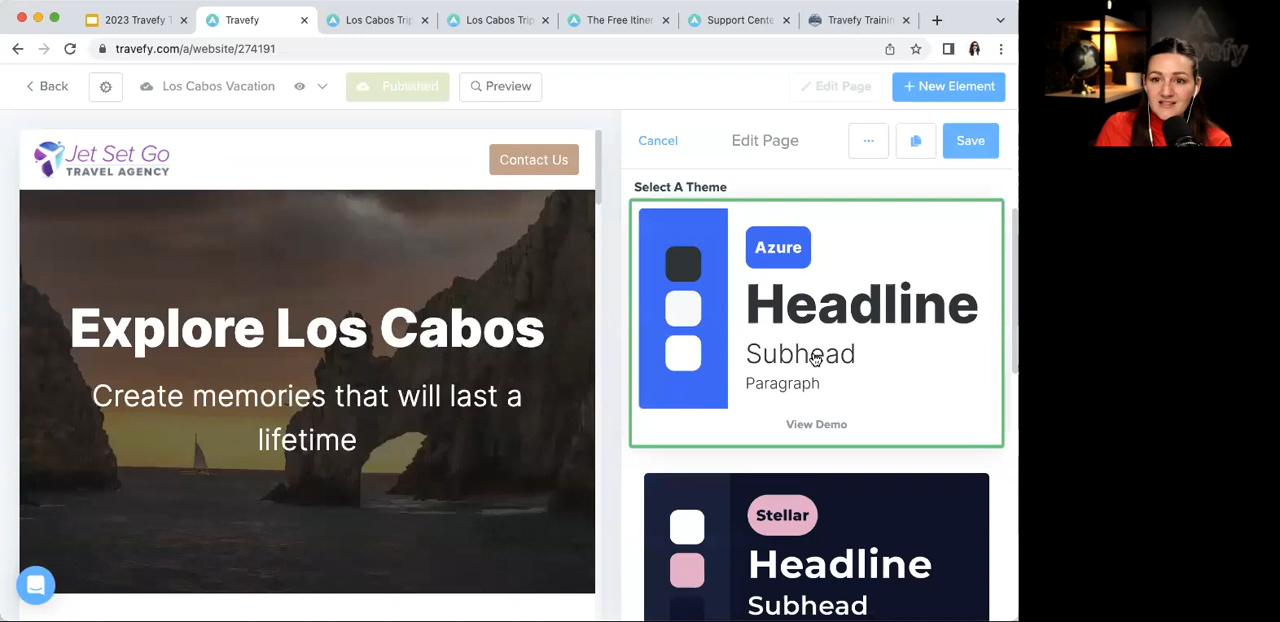 2023 Travefy T
Travefy
Los Cabos Trip
Los Cabos Trip
The Free Itiner
Support Cente
Travefy Trainin
travefy.com/a/website/274191
Back
Los Cabos Vacation
Published
Preview
Edit Page
+ New Element
Jet Set Go
TRAVEL AGENCY
Contact Us
Explore Los Cabos
Create memories that will last a
lifetime
Cancel
Edit Page
...
Save
Select A Theme
Azure
Headline
Subhead
Paragraph
View Demo
Stellar
Headline
Subhead
Travefy